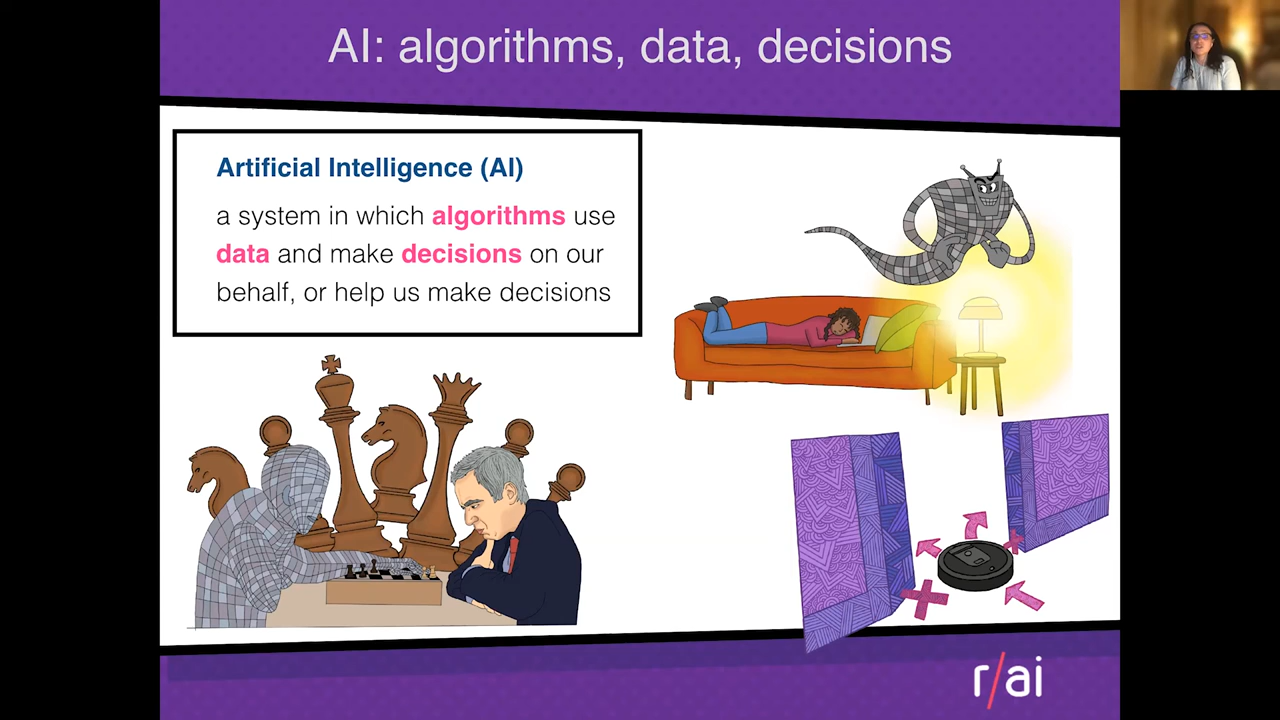 AI: algorithms, data, decisions
Artificial Intelligence (AI)
a system in which algorithms use
data and make decisions on our
behalf, or help us make decisions
r/ai